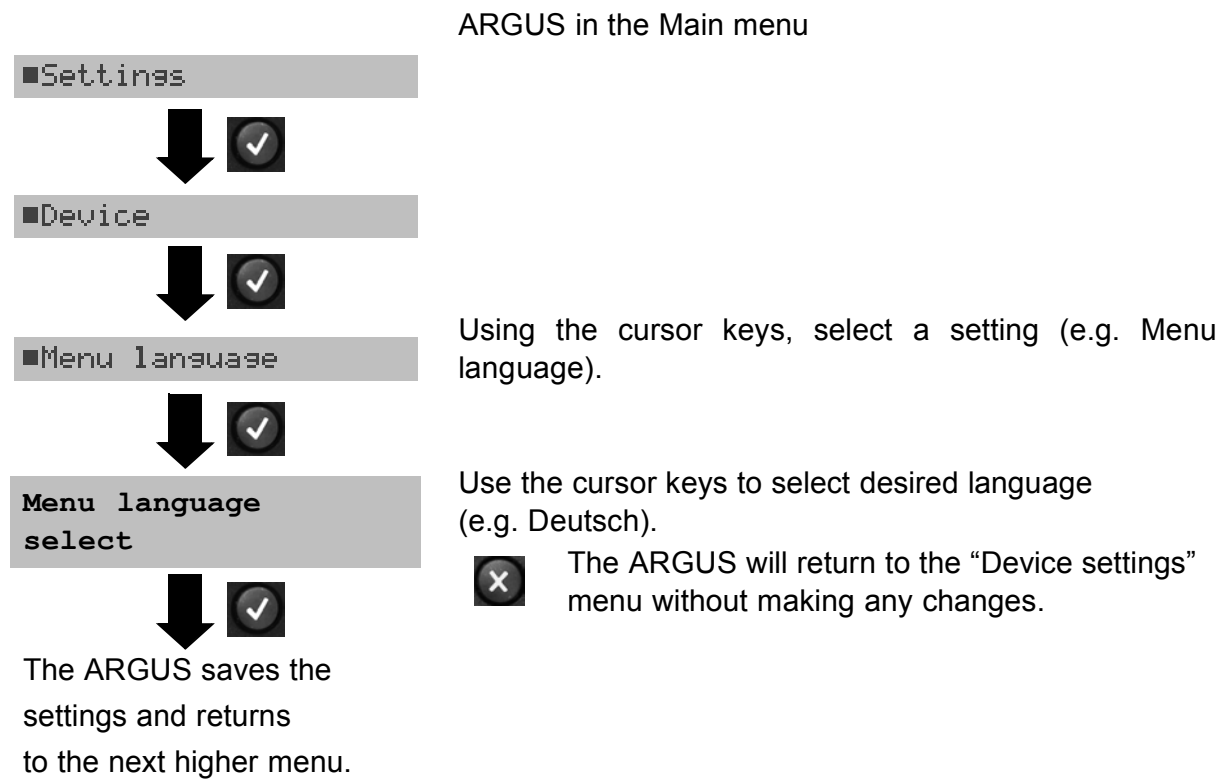 ARGUS in the Main menu
■Settings
■Device
■Menu language
Using the cursor keys, select a setting (e.g. Menu
language).
Menu language
select
Use the cursor keys to select desired language
(e.g. Deutsch).
The ARGUS will return to the “Device settings”
menu without making any changes.
The ARGUS saves the
settings and returns
to the next higher menu.